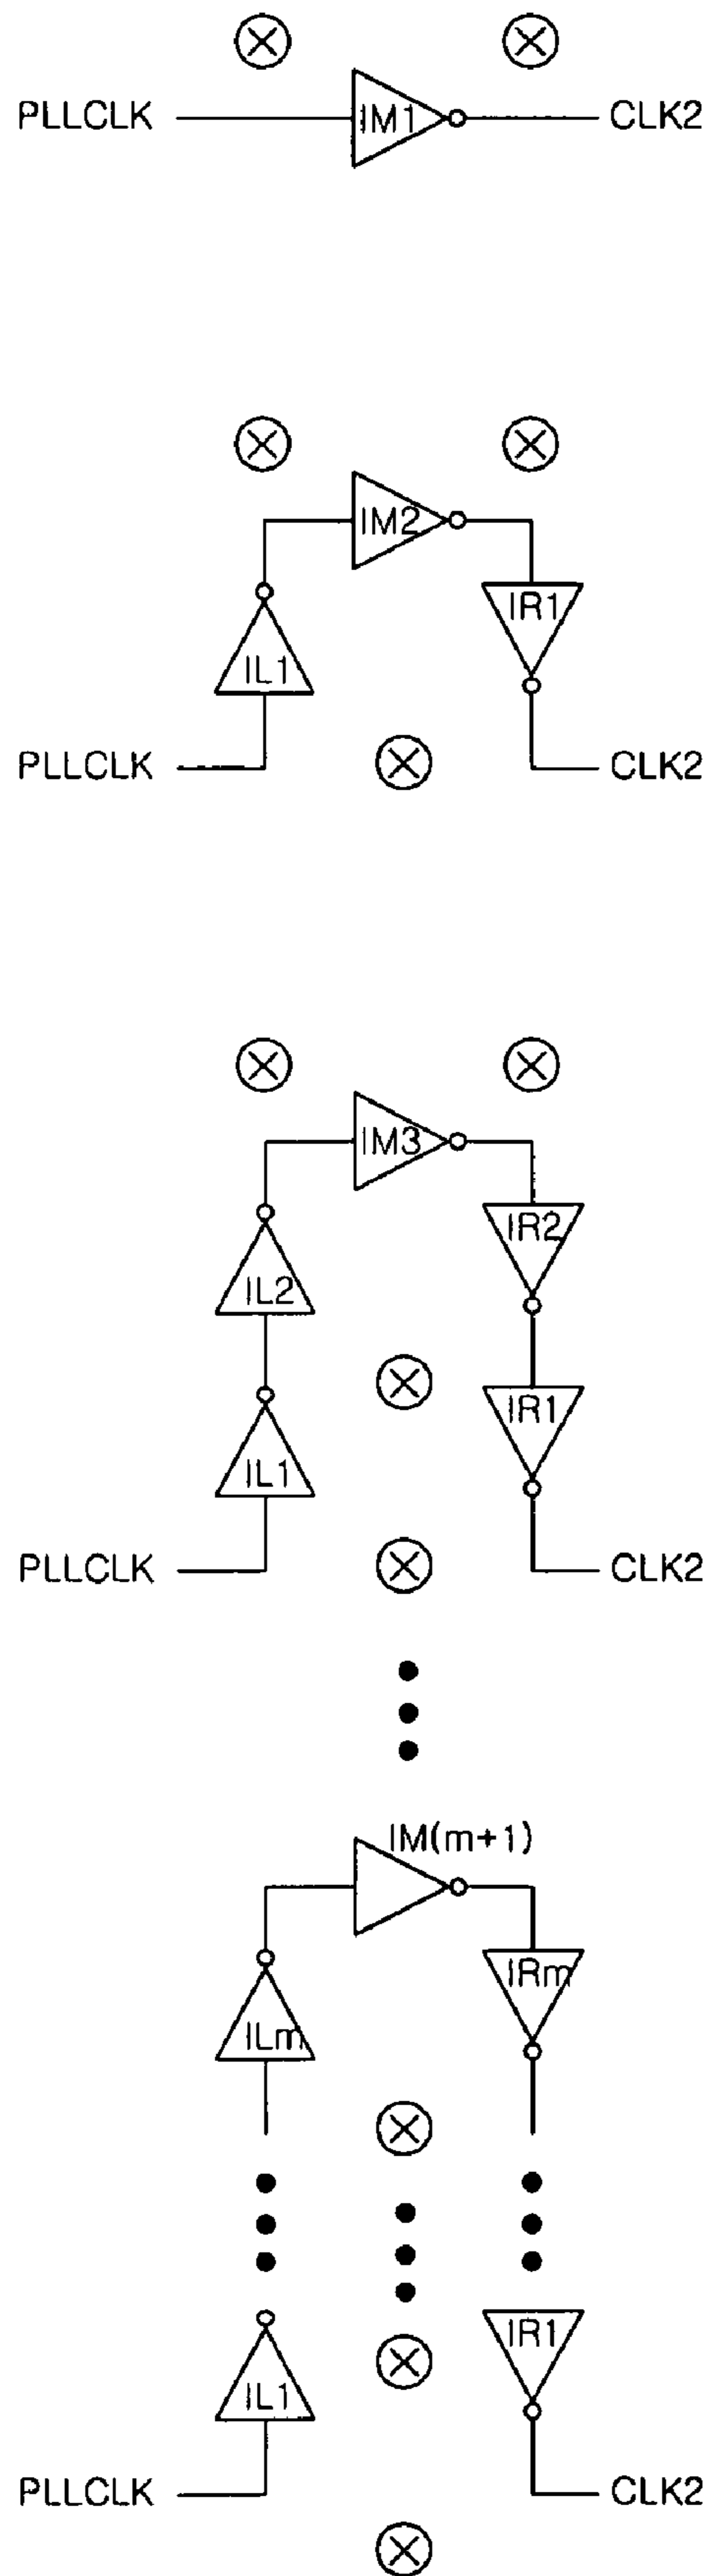 PLLCLK IM1 CLK2
IM2
IR1
IL1
PLLCLK CLK2
IM3
IR2
IL2
IR1
IL1
PLLCLK CLK2
IM(m+1)
IRm
ILm
IR1
IL1
PLLCLK CLK2